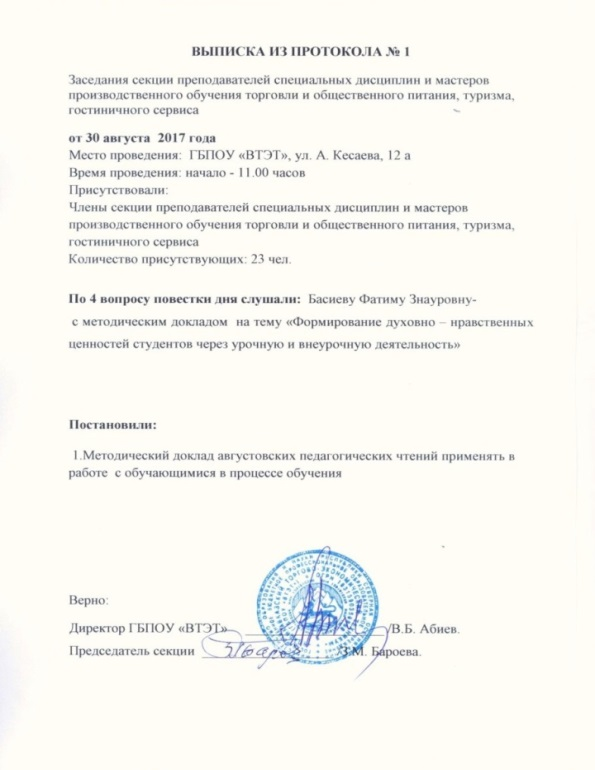 ВЫПИСКА ИЗ ПРОТОКОЛА № 1
Заседания секции преподавателей специальных дисциплин и мастеров
производственного обучения торговли и общественного питания, туризма,
гостиничного сервиса
от 30 августа 2017 года
Место проведения: ГБПОУ «ВТЭТ», ул. А. Кесаева, 12 а
Время проведения: начало - 11.00 часов
Присутствовали:
Члены секции преподавателей специальных дисциплин и мастеров
производственного обучения торговли и общественного питания, туризма,
гостиничного сервиса
Количество присутствующих: 23 чел.
По 4 вопросу повестки дня слушали: Басиеву Фатиму Знауровну-
с методическим докладом на тему «Формирование духовно – нравственных
ценностей студентов через урочную и внеурочную деятельность»
Постановили:
1.Методический доклад августовских педагогических чтений применять в
работе с обучающимися в процессе обучения
Верно:
Директор ГБПОУ «ВТЭТ» /В.Б. Абиев.
Председатель секции З.М. Бароева.